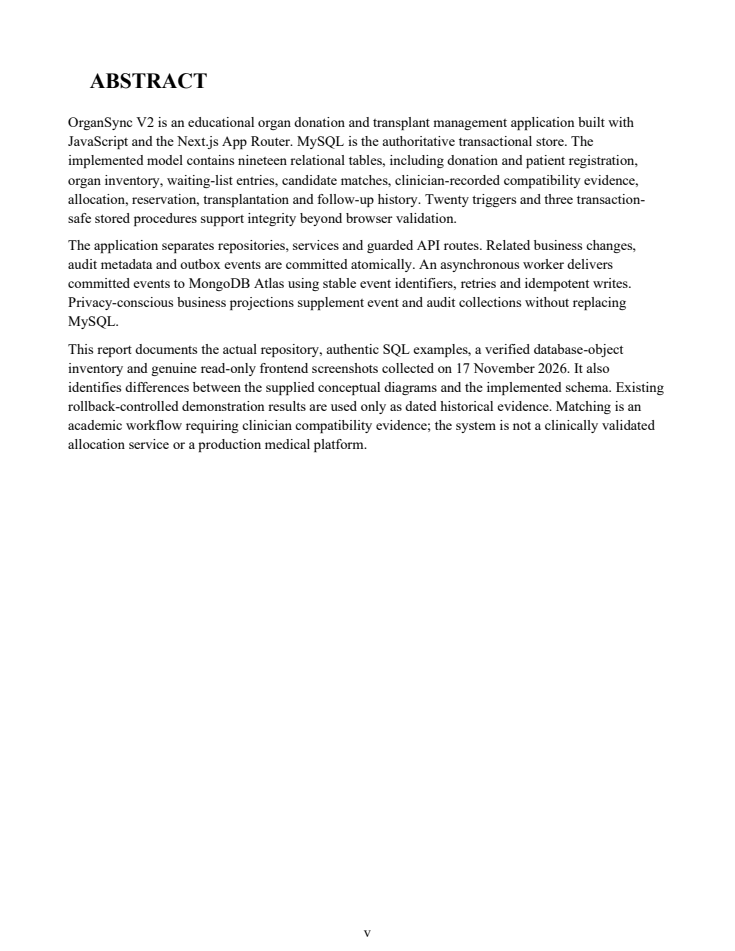 ABSTRACT
OrganSync V2 is an educational organ donation and transplant management application built with
JavaScript and the Next.js App Router. MySQL is the authoritative transactional store. The
implemented model contains nineteen relational tables, including donation and patient registration,
organ inventory, waiting-list entries, candidate matches, clinician-recorded compatibility evidence,
allocation, reservation, transplantation and follow-up history. Twenty triggers and three transaction-
safe stored procedures support integrity beyond browser validation.
The application separates repositories, services and guarded API routes. Related business changes,
audit metadata and outbox events are committed atomically. An asynchronous worker delivers
committed events to MongoDB Atlas using stable event identifiers, retries and idempotent writes.
Privacy-conscious business projections supplement event and audit collections without replacing
MySQL.
This report documents the actual repository, authentic SQL examples, a verified database-object
inventory and genuine read-only frontend screenshots collected on 17 November 2026. It also
identifies differences between the supplied conceptual diagrams and the implemented schema. Existing
rollback-controlled demonstration results are used only as dated historical evidence. Matching is an
academic workflow requiring clinician compatibility evidence; the system is not a clinically validated
allocation service or a production medical platform.
v